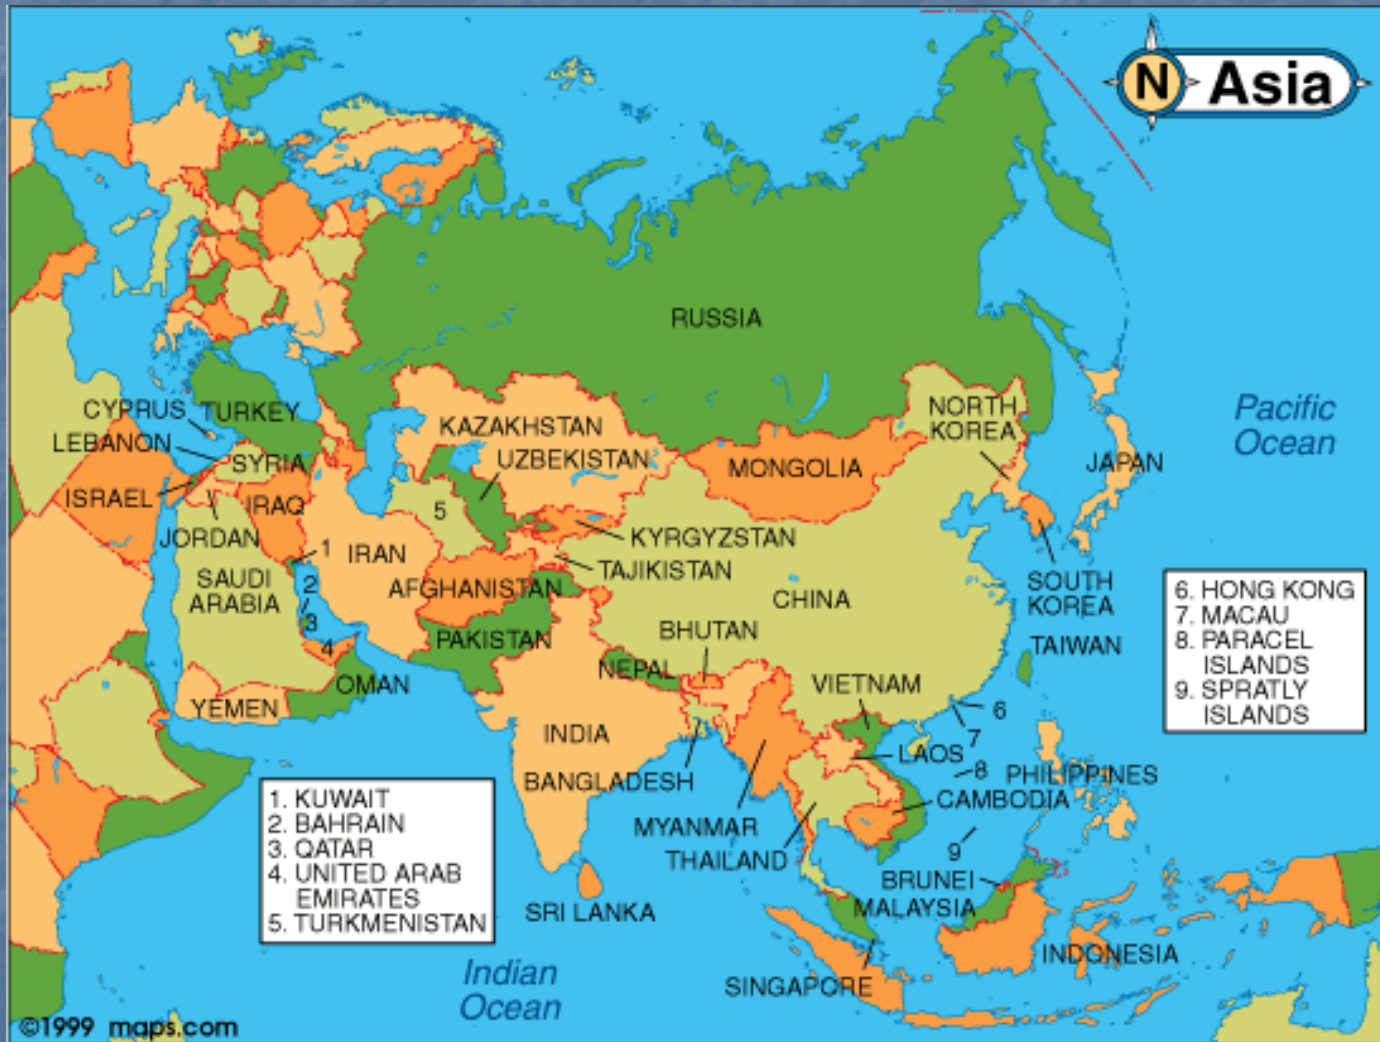 N Asia
RUSSIA
Pacific
Ocean
CYPRUS
TURKEY
LEBANON
SYRIA
ISRAEL
IRAQ
JORDAN
SAUDI
ARABIA
1
2
3
4
IRAN
KAZAKHSTAN
UZBEKISTAN
5
KYRGYZSTAN
TAJIKISTAN
AFGHANISTAN
PAKISTAN
OMAN
YEMEN
MONGOLIA
NORTH
KOREA
JAPAN
SOUTH
KOREA
CHINA
TAIWAN
BHUTAN
NEPAL
INDIA
BANGLADESH
VIETNAM
6
7
8
LAOS
PHILIPPINES
CAMBODIA
MYANMAR
THAILAND
9
BRUNEI
MALAYSIA
SRI LANKA
INDONESIA
SINGAPORE
6. HONG KONG
7. MACAU
8. PARACEL
ISLANDS
9. SPRATLY
ISLANDS
1. KUWAIT
2. BAHRAIN
3. QATAR
4. UNITED ARAB
EMIRATES
5. TURKMENISTAN
Indian
Ocean
©1999 maps.com